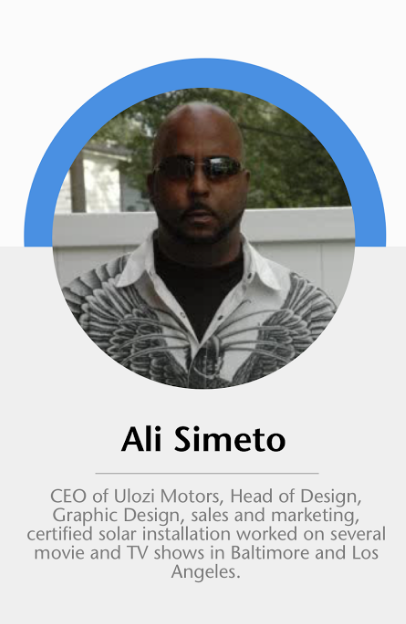 Ali Simeto
CEO of Ulozi Motors, Head of Design,
Graphic Design, sales and marketing,
certified solar installation worked on several
movie and TV shows in Baltimore and Los
Angeles.